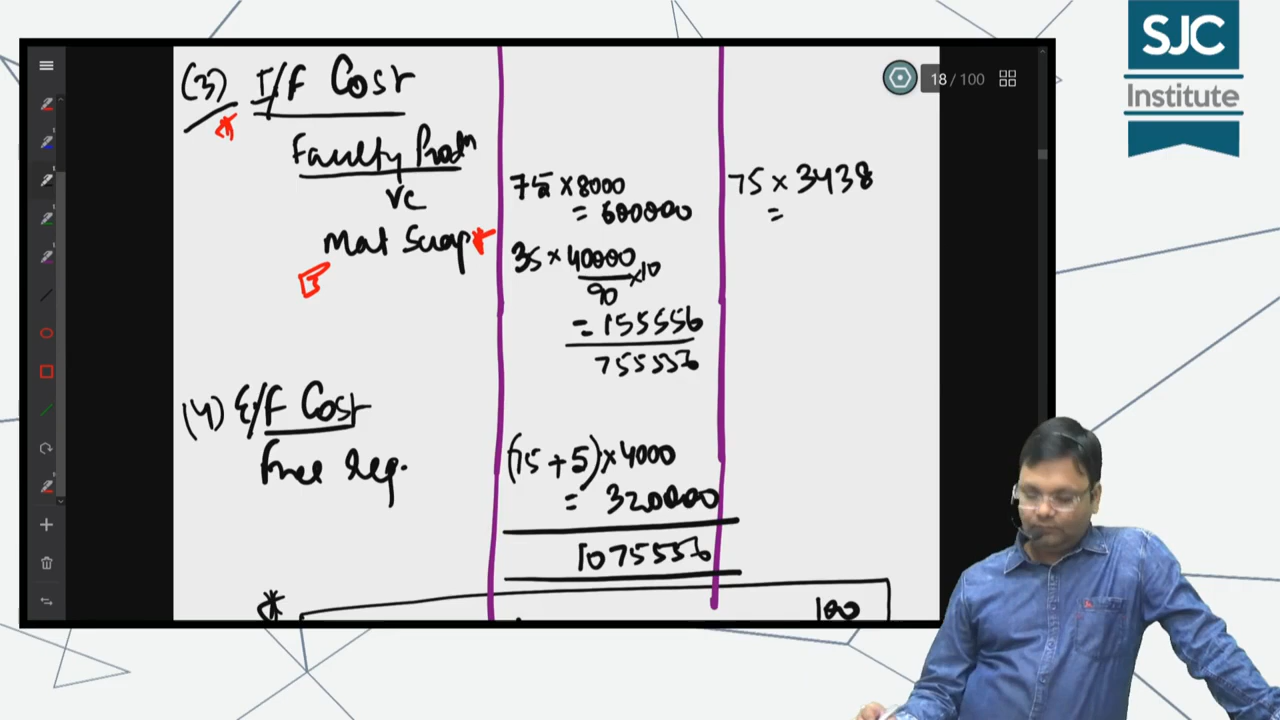 SJC
Institute
18 / 100
(3) I/F Cost
Faulty Prodn
VC
75 × 8000
= 600000
75 × 3438
=
Mat Scrap
35 × 40000/90 × 10
= 155556
755556
(4) E/F Cost
Free Rep.
(75 + 5) × 4000
= 320000
1075556
*
100